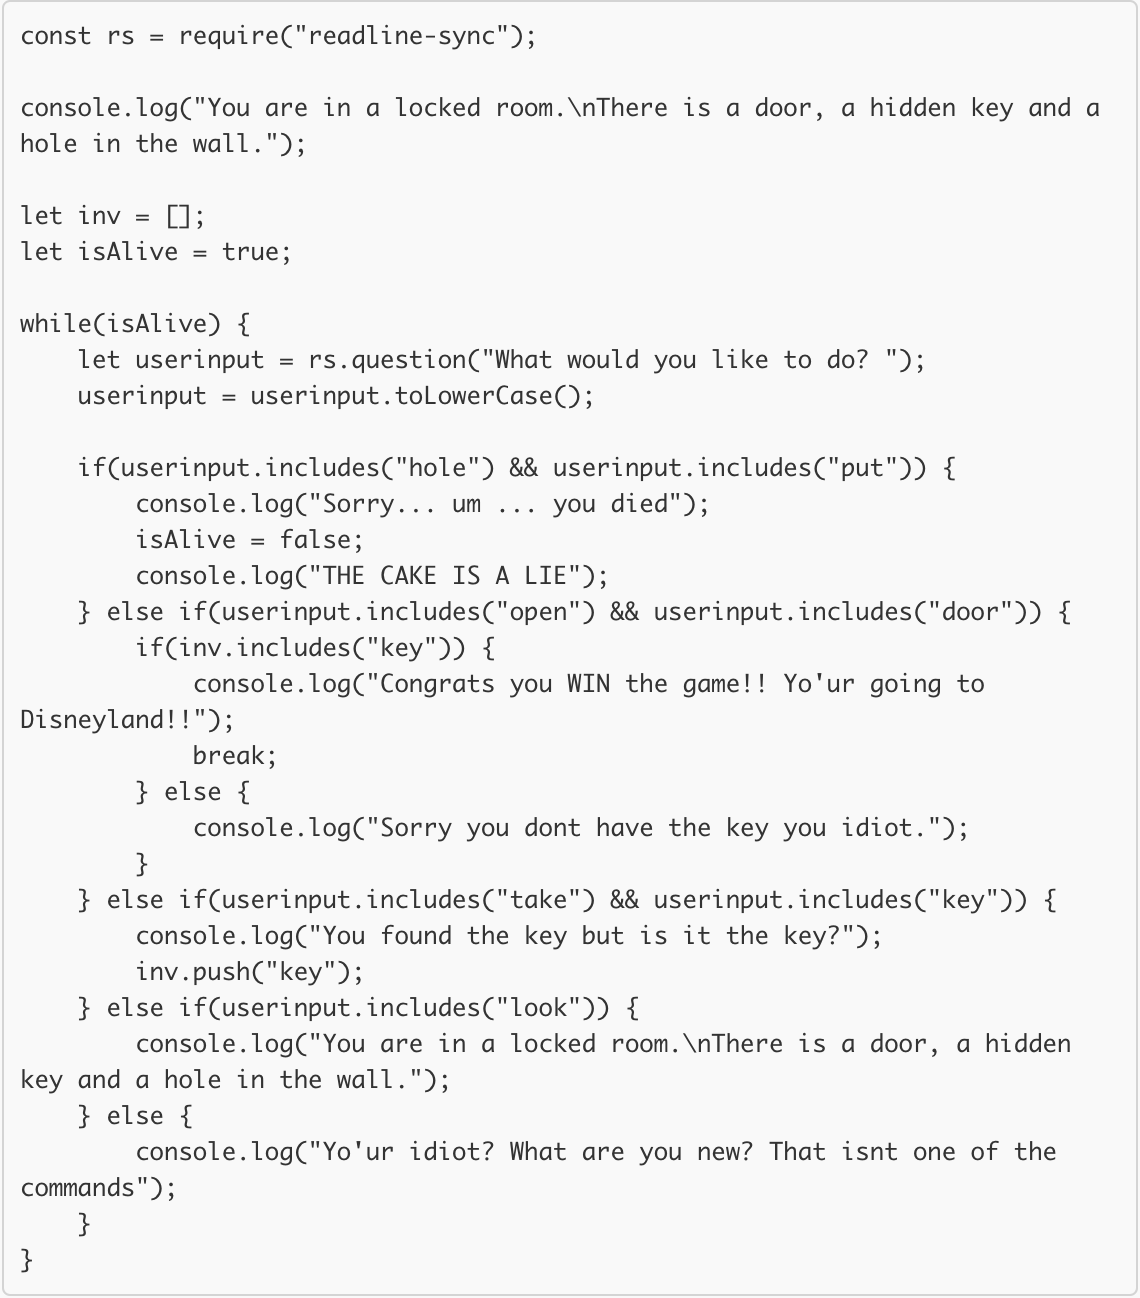 const rs = require("readline-sync");

console.log("You are in a locked room.\nThere is a door, a hidden key and a
hole in the wall.");

let inv = [];
let isAlive = true;

while(isAlive) {
    let userinput = rs.question("What would you like to do? ");
    userinput = userinput.toLowerCase();

    if(userinput.includes("hole") && userinput.includes("put")) {
        console.log("Sorry... um ... you died");
        isAlive = false;
        console.log("THE CAKE IS A LIE");
    } else if(userinput.includes("open") && userinput.includes("door")) {
        if(inv.includes("key")) {
            console.log("Congrats you WIN the game!! Yo'ur going to
Disneyland!!");
            break;
        } else {
            console.log("Sorry you dont have the key you idiot.");
        }
    } else if(userinput.includes("take") && userinput.includes("key")) {
        console.log("You found the key but is it the key?");
        inv.push("key");
    } else if(userinput.includes("look")) {
        console.log("You are in a locked room.\nThere is a door, a hidden
key and a hole in the wall.");
    } else {
        console.log("Yo'ur idiot? What are you new? That isnt one of the
commands");
    }
}